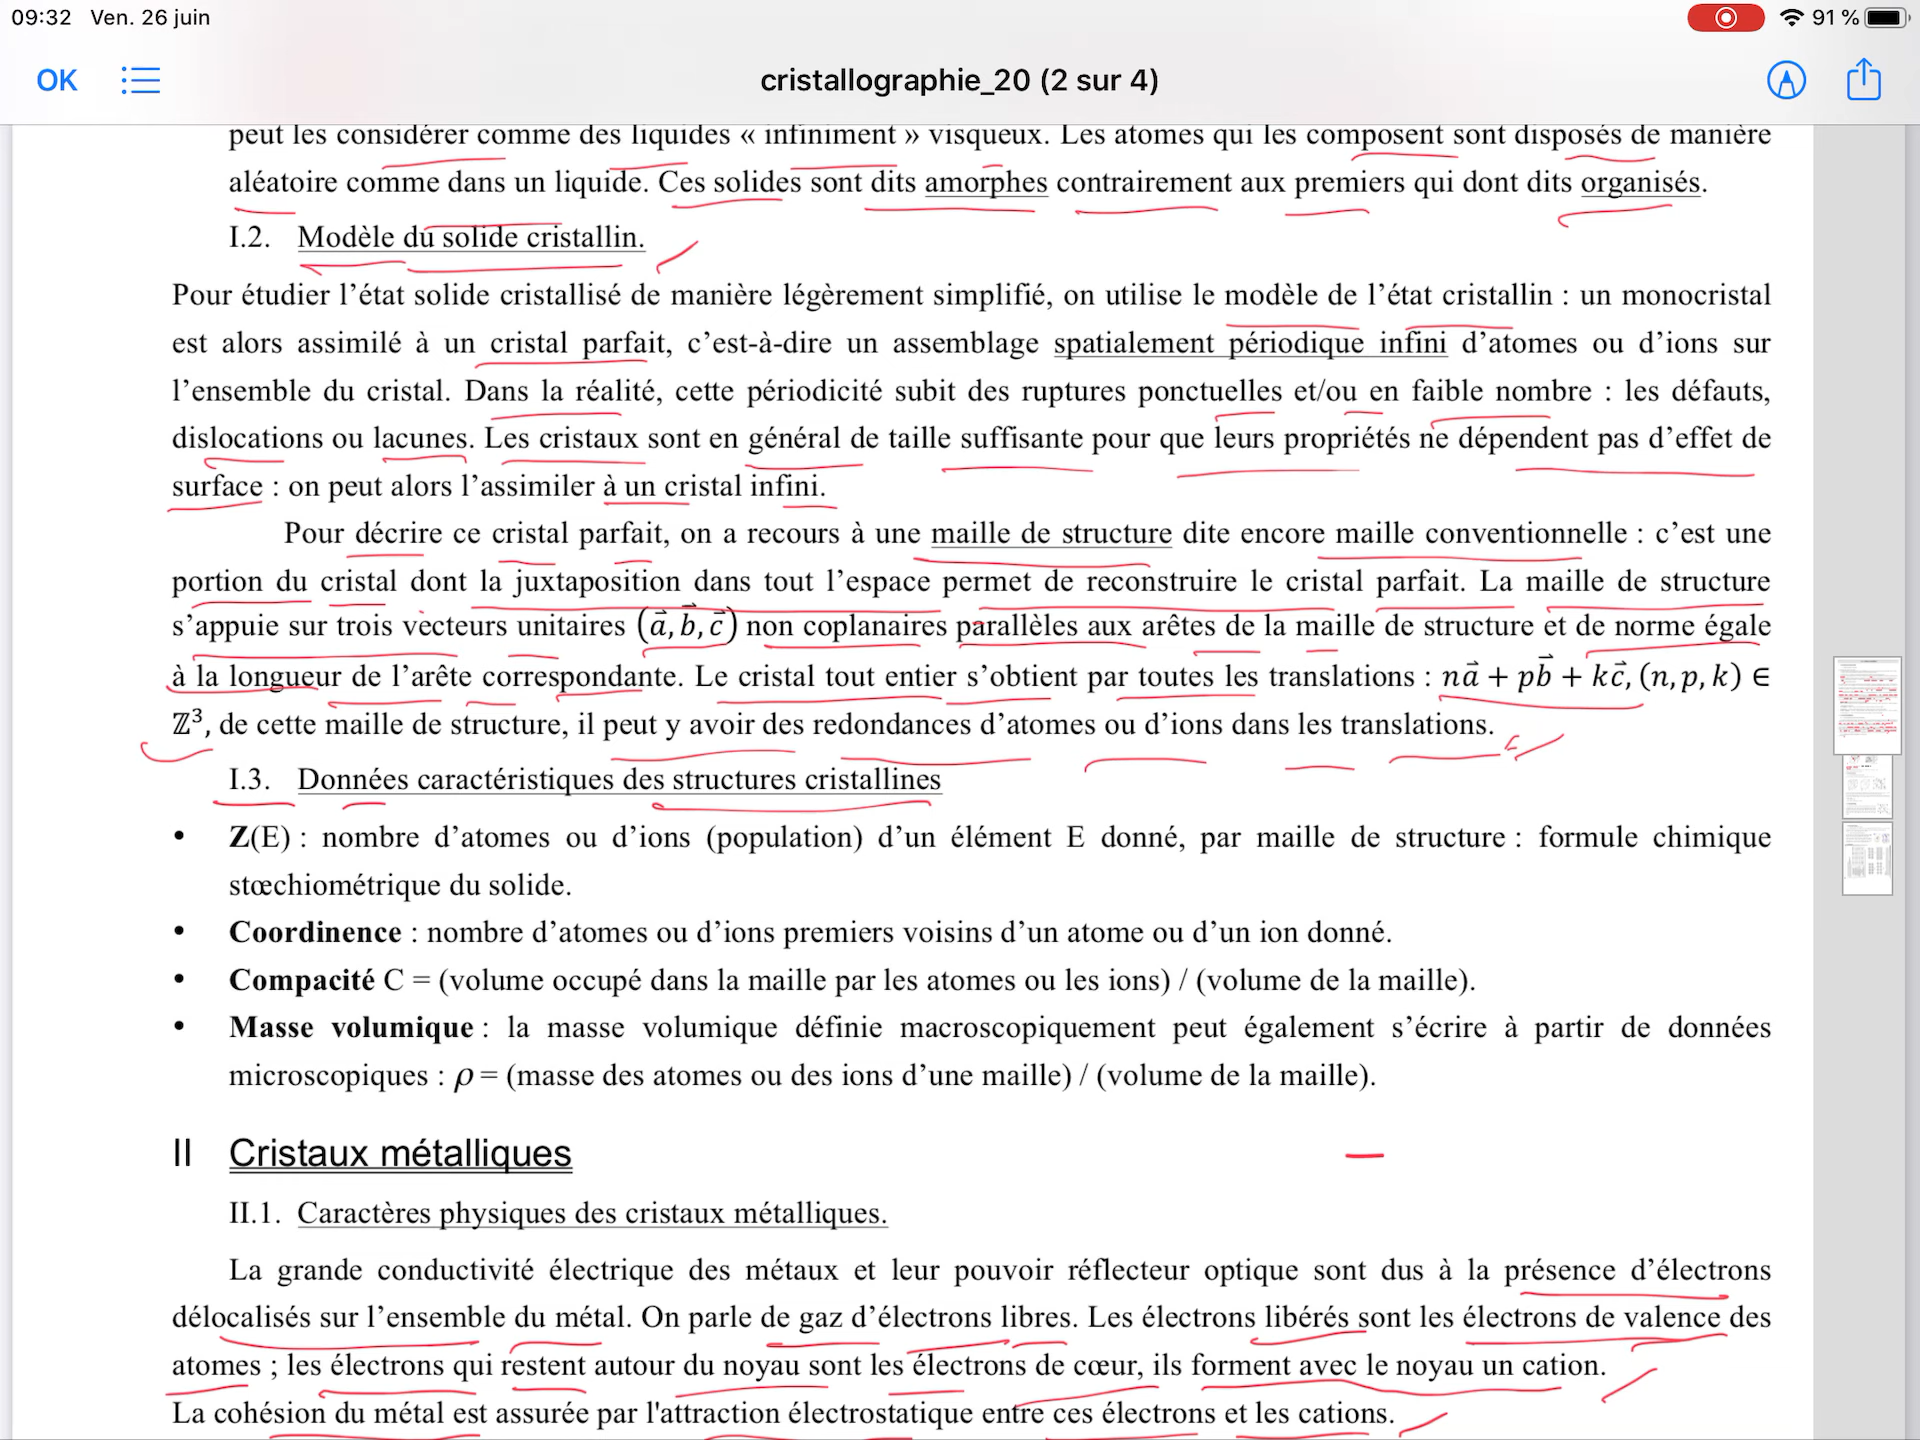 09:32 Ven. 26 juin
91 %
OK
cristallographie_20 (2 sur 4)
peut les considérer comme des liquides « infiniment » visqueux. Les atomes qui les composent sont disposés de manière
aléatoire comme dans un liquide. Ces solides sont dits amorphes contrairement aux premiers qui dont dits organisés.
I.2. Modèle du solide cristallin.
Pour étudier l’état solide cristallisé de manière légèrement simplifié, on utilise le modèle de l’état cristallin : un monocristal
est alors assimilé à un cristal parfait, c’est-à-dire un assemblage spatialement périodique infini d’atomes ou d’ions sur
l’ensemble du cristal. Dans la réalité, cette périodicité subit des ruptures ponctuelles et/ou en faible nombre : les défauts,
dislocations ou lacunes. Les cristaux sont en général de taille suffisante pour que leurs propriétés ne dépendent pas d’effet de
surface : on peut alors l’assimiler à un cristal infini.
Pour décrire ce cristal parfait, on a recours à une maille de structure dite encore maille conventionnelle : c’est une
portion du cristal dont la juxtaposition dans tout l’espace permet de reconstruire le cristal parfait. La maille de structure
s’appuie sur trois vecteurs unitaires (a⃗, b⃗, c⃗) non coplanaires parallèles aux arêtes de la maille de structure et de norme égale
à la longueur de l’arête correspondante. Le cristal tout entier s’obtient par toutes les translations : na⃗ + pb⃗ + kc⃗, (n, p, k) ∈
ℤ³, de cette maille de structure, il peut y avoir des redondances d’atomes ou d’ions dans les translations.
I.3. Données caractéristiques des structures cristallines
• Z(E) : nombre d’atomes ou d’ions (population) d’un élément E donné, par maille de structure : formule chimique
stœchiométrique du solide.
• Coordinence : nombre d’atomes ou d’ions premiers voisins d’un atome ou d’un ion donné.
• Compacité C = (volume occupé dans la maille par les atomes ou les ions) / (volume de la maille).
• Masse volumique : la masse volumique définie macroscopiquement peut également s’écrire à partir de données
microscopiques : ρ = (masse des atomes ou des ions d’une maille) / (volume de la maille).
II Cristaux métalliques
II.1. Caractères physiques des cristaux métalliques.
La grande conductivité électrique des métaux et leur pouvoir réflecteur optique sont dus à la présence d’électrons
délocalisés sur l’ensemble du métal. On parle de gaz d’électrons libres. Les électrons libérés sont les électrons de valence des
atomes ; les électrons qui restent autour du noyau sont les électrons de cœur, ils forment avec le noyau un cation.
La cohésion du métal est assurée par l'attraction électrostatique entre ces électrons et les cations.